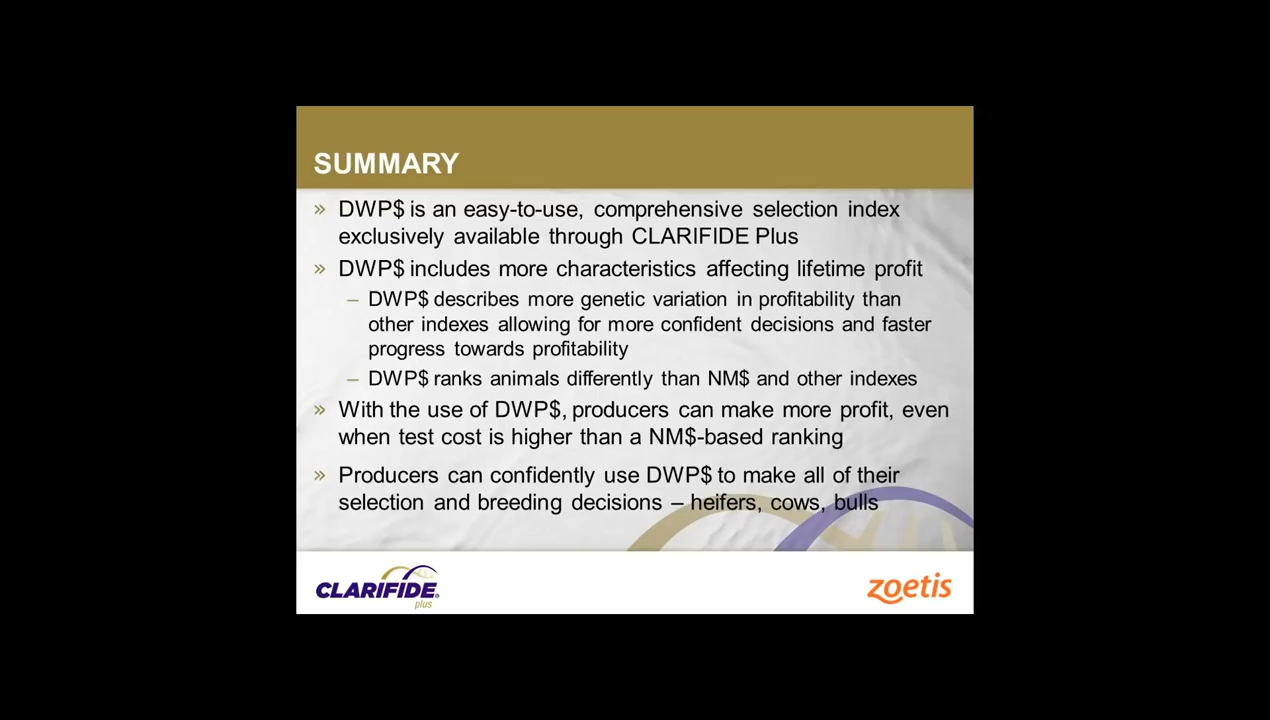 SUMMARY
» DWP$ is an easy-to-use, comprehensive selection index
exclusively available through CLARIFIDE Plus
» DWP$ includes more characteristics affecting lifetime profit
– DWP$ describes more genetic variation in profitability than
other indexes allowing for more confident decisions and faster
progress towards profitability
– DWP$ ranks animals differently than NM$ and other indexes
» With the use of DWP$, producers can make more profit, even
when test cost is higher than a NM$-based ranking
» Producers can confidently use DWP$ to make all of their
selection and breeding decisions – heifers, cows, bulls
CLARIFIDE®
plus
zoetis